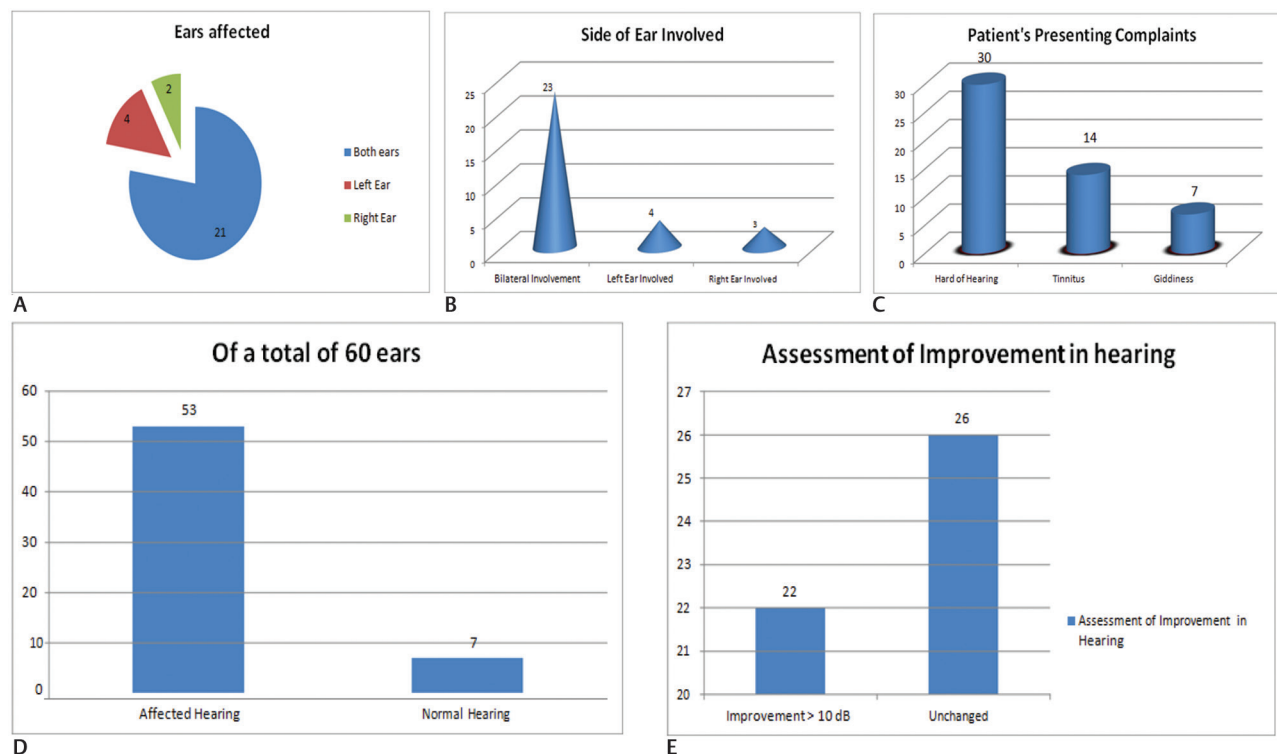 Ears affected
2
4
21
Both ears
Left Ear
Right Ear
A
Side of Ear Involved
25
20
15
10
5
0
23
4
3
Bilateral Involvement
Left Ear Involved
Right Ear Involved
B
Patient's Presenting Complaints
30
25
20
15
10
5
0
30
14
7
Hard of Hearing
Tinnitus
Giddiness
C
Of a total of 60 ears
60
50
40
30
20
10
0
53
7
Affected Hearing
Normal Hearing
D
Assessment of Improvement in hearing
27
26
25
24
23
22
21
20
22
26
Improvement > 10 dB
Unchanged
Assessment of Improvement in
Hearing
E